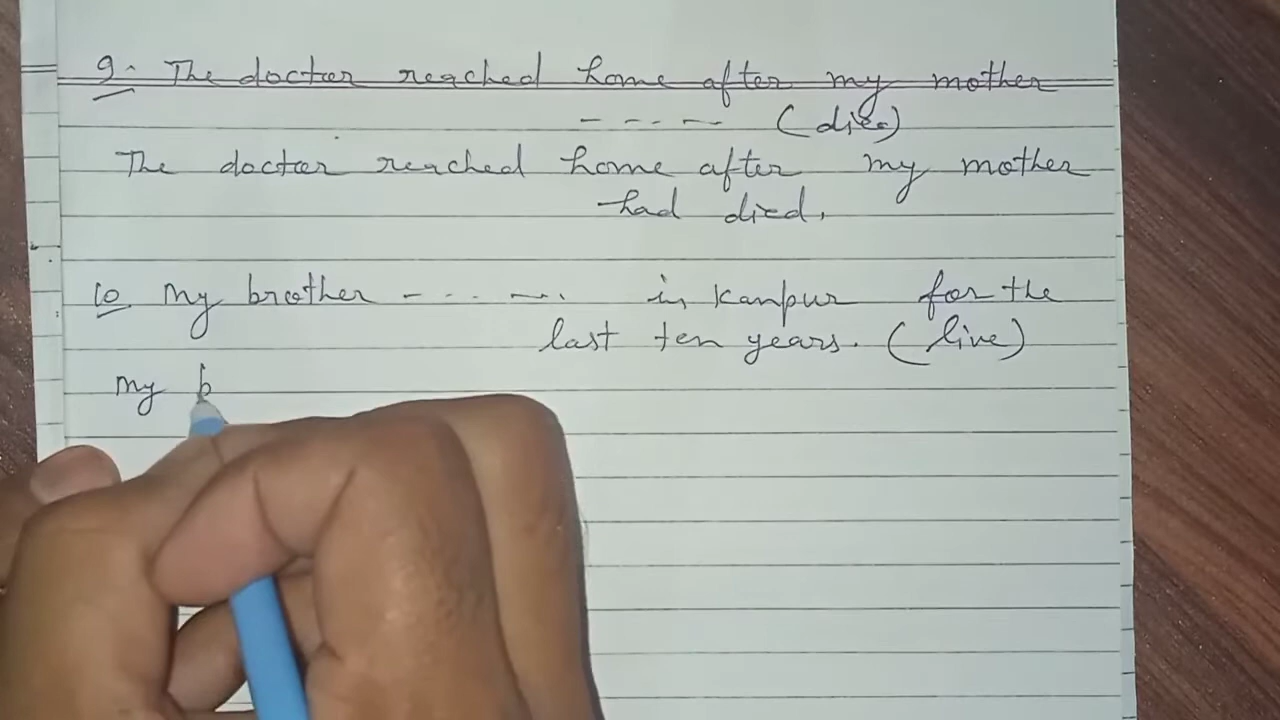 9. The doctor reached home after my mother
- - - - - (died)
The doctor reached home after my mother
had died.
10 My brother - - - - - in Kanpur for the
last ten years. (live)
My b